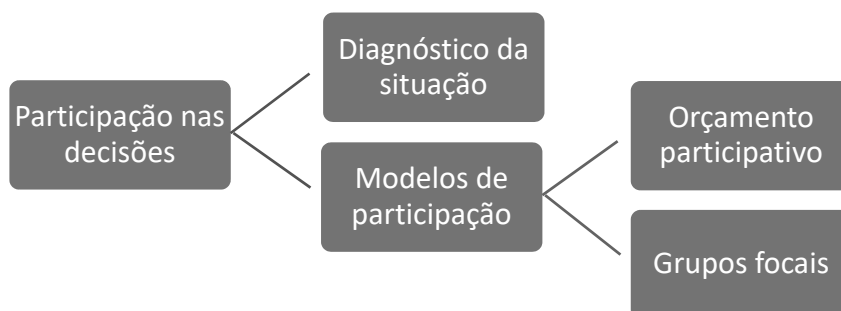 Participação nas
decisões
Diagnóstico da
situação
Modelos de
participação
Orçamento
participativo
Grupos focais